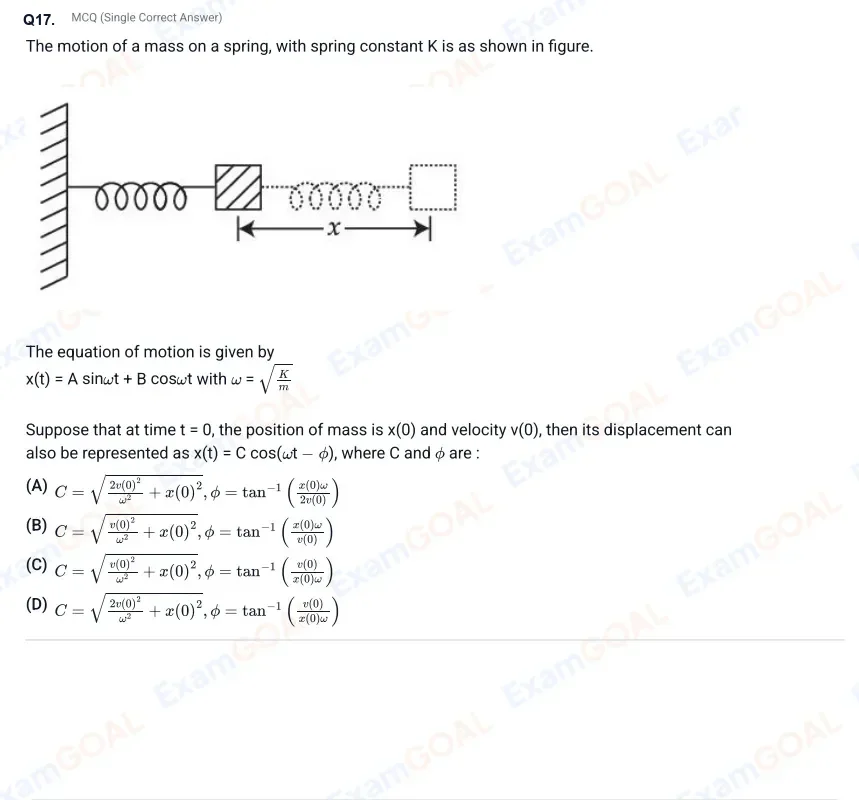 Q17. MCQ (Single Correct Answer)
The motion of a mass on a spring, with spring constant K is as shown in figure.
x
The equation of motion is given by
x(t) = A sinωt + B cosωt with ω = √(K/m)
Suppose that at time t = 0, the position of mass is x(0) and velocity v(0), then its displacement can
also be represented as x(t) = C cos(ωt − ϕ), where C and ϕ are :
(A) C = √(2v(0)²/ω² + x(0)²), ϕ = tan⁻¹ (x(0)ω/2v(0))
(B) C = √(v(0)²/ω² + x(0)²), ϕ = tan⁻¹ (x(0)ω/v(0))
(C) C = √(v(0)²/ω² + x(0)²), ϕ = tan⁻¹ (v(0)/x(0)ω)
(D) C = √(2v(0)²/ω² + x(0)²), ϕ = tan⁻¹ (v(0)/x(0)ω)
ExamGOAL